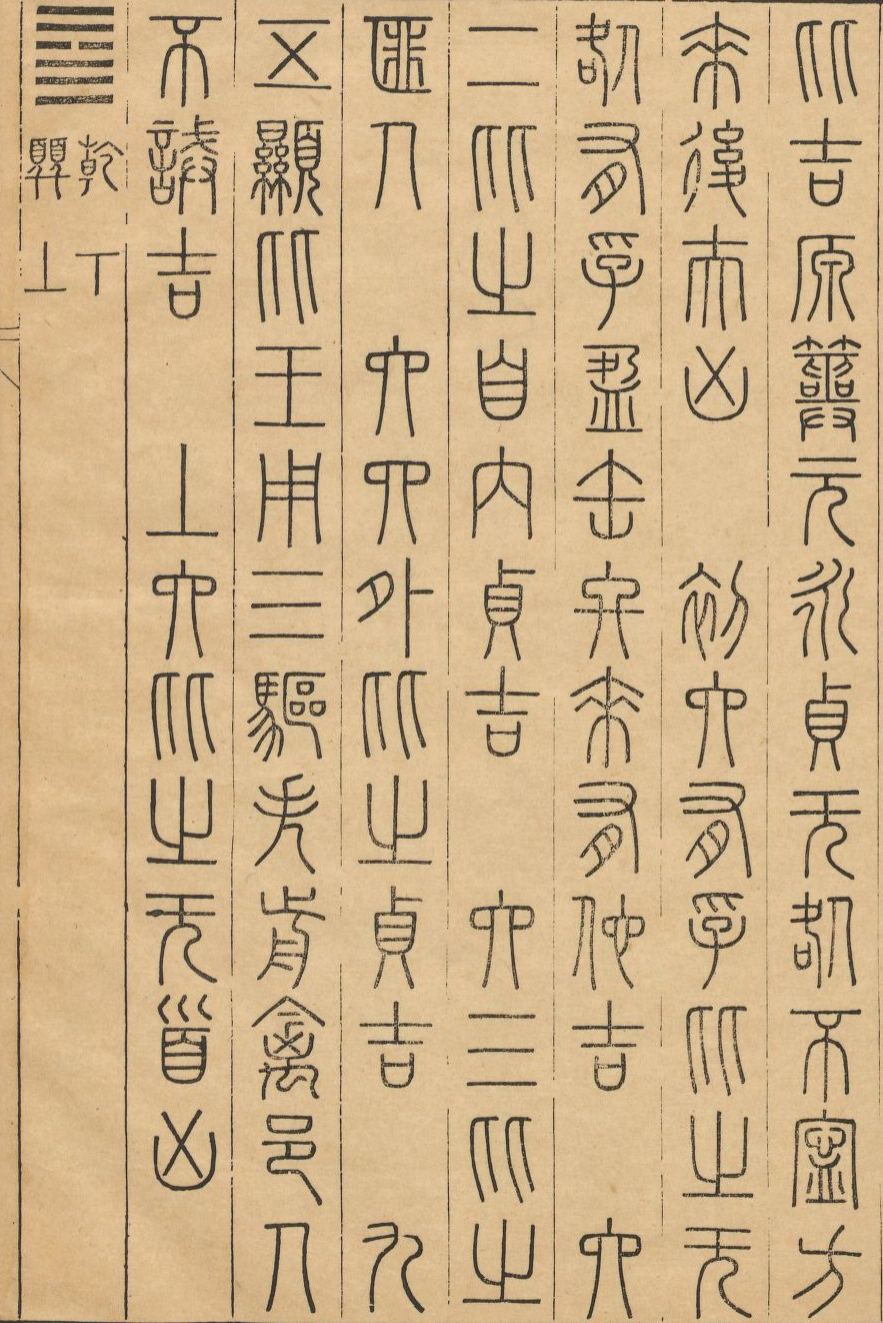 比吉原筮元永貞无咎不寧方
來後夫凶　初六有孚比之无
咎有孚盈缶終來有他吉　六
二比之自內貞吉　六三比之
匪人　六四外比之貞吉　九
五顯比王用三驅失前禽邑人
不誡吉　上六比之无首凶
䷈ 乾下
巽上